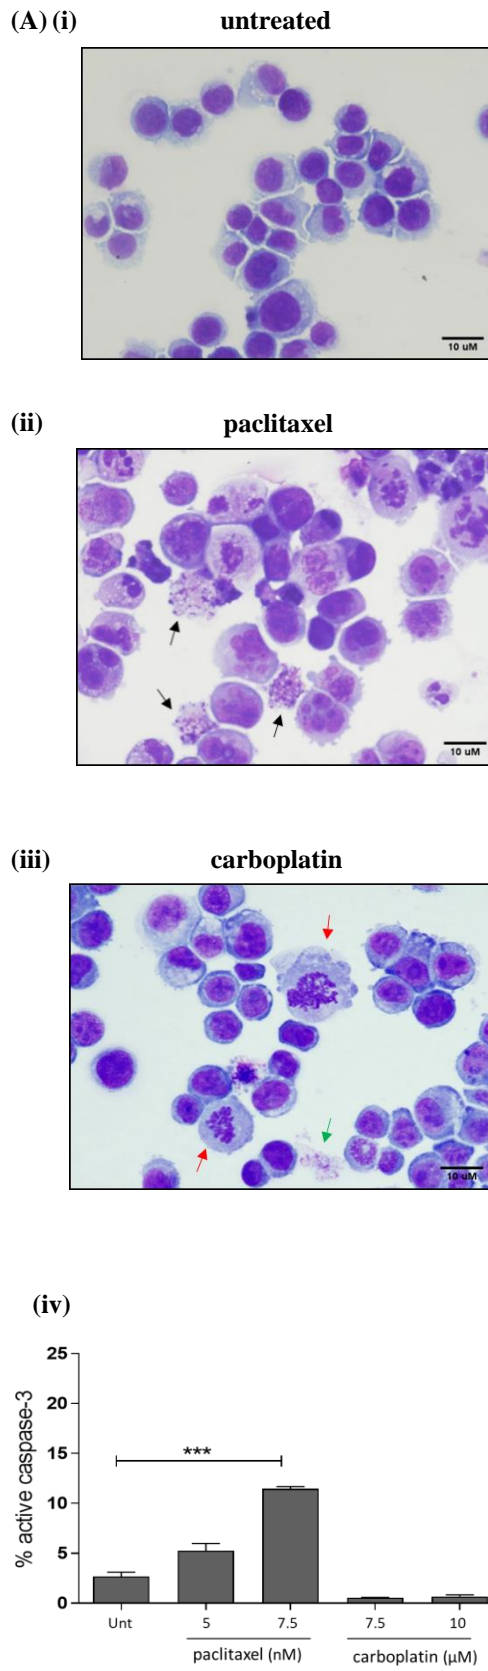 (A) (i) untreated
10 uM
(ii) paclitaxel
10 uM
(iii) carboplatin
10 uM
(iv)
25
20
15
10
5
0
% active caspase-3
***
Unt 5 7.5 7.5 10
paclitaxel (nM) carboplatin (µM)